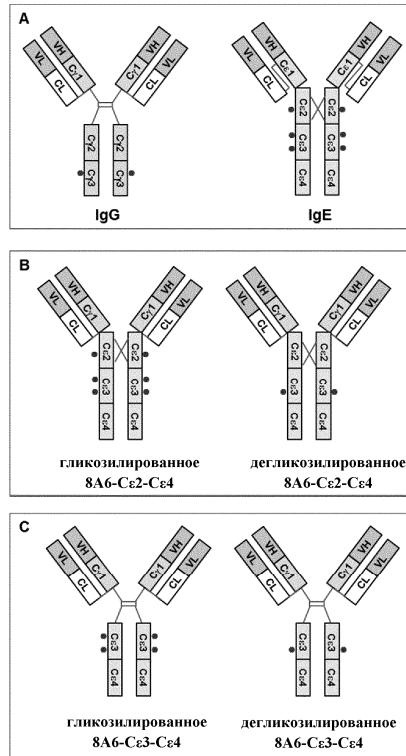 A
VL VH Cγ1 CL
Cγ1 VH CL VL
Cγ2 Cγ2
Cγ3 Cγ3
VL VH Cε1 CL
Cε1 VH CL VL
Cε2 Cε2
Cε3 Cε3
Cε4 Cε4
IgG IgE
B
VL VH Cγ1 CL
Cγ1 VH CL VL
Cε2 Cε2
Cε3 Cε3
Cε4 Cε4
VL VH Cγ1 CL
Cγ1 VH CL VL
Cε2 Cε2
Cε3 Cε3
Cε4 Cε4
гликозилированное дегликозилированное
8A6-Cε2-Cε4 8A6-Cε2-Cε4
C
VL VH Cγ1 CL
Cγ1 VH CL VL
Cε3 Cε3
Cε4 Cε4
VL VH Cγ1 CL
Cγ1 VH CL VL
Cε3 Cε3
Cε4 Cε4
гликозилированное дегликозилированное
8A6-Cε3-Cε4 8A6-Cε3-Cε4